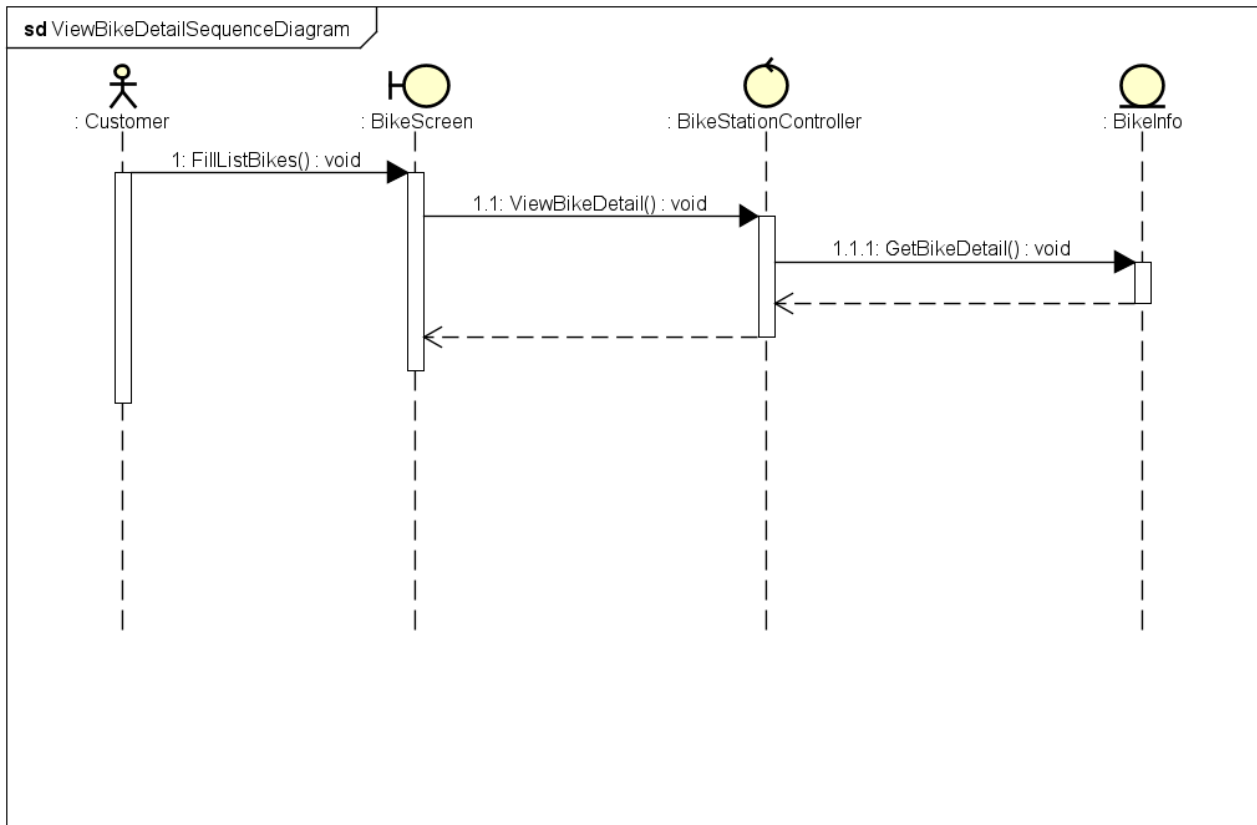 sd ViewBikeDetailSequenceDiagram
: Customer
: BikeScreen
: BikeStationController
: BikeInfo
1: FillListBikes() : void
1.1: ViewBikeDetail() : void
1.1.1: GetBikeDetail() : void